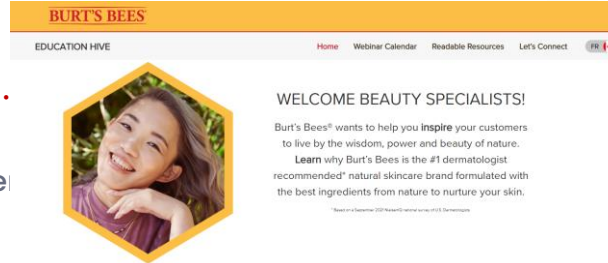 BURT'S BEES
EDUCATION HIVE Home Webinar Calendar Readable Resources Let's Connect FR
WELCOME BEAUTY SPECIALISTS!
Burt's Bees® wants to help you inspire your customers
to live by the wisdom, power and beauty of nature.
Learn why Burt's Bees is the #1 dermatologist
recommended* natural skincare brand formulated with
the best ingredients from nature to nurture your skin.